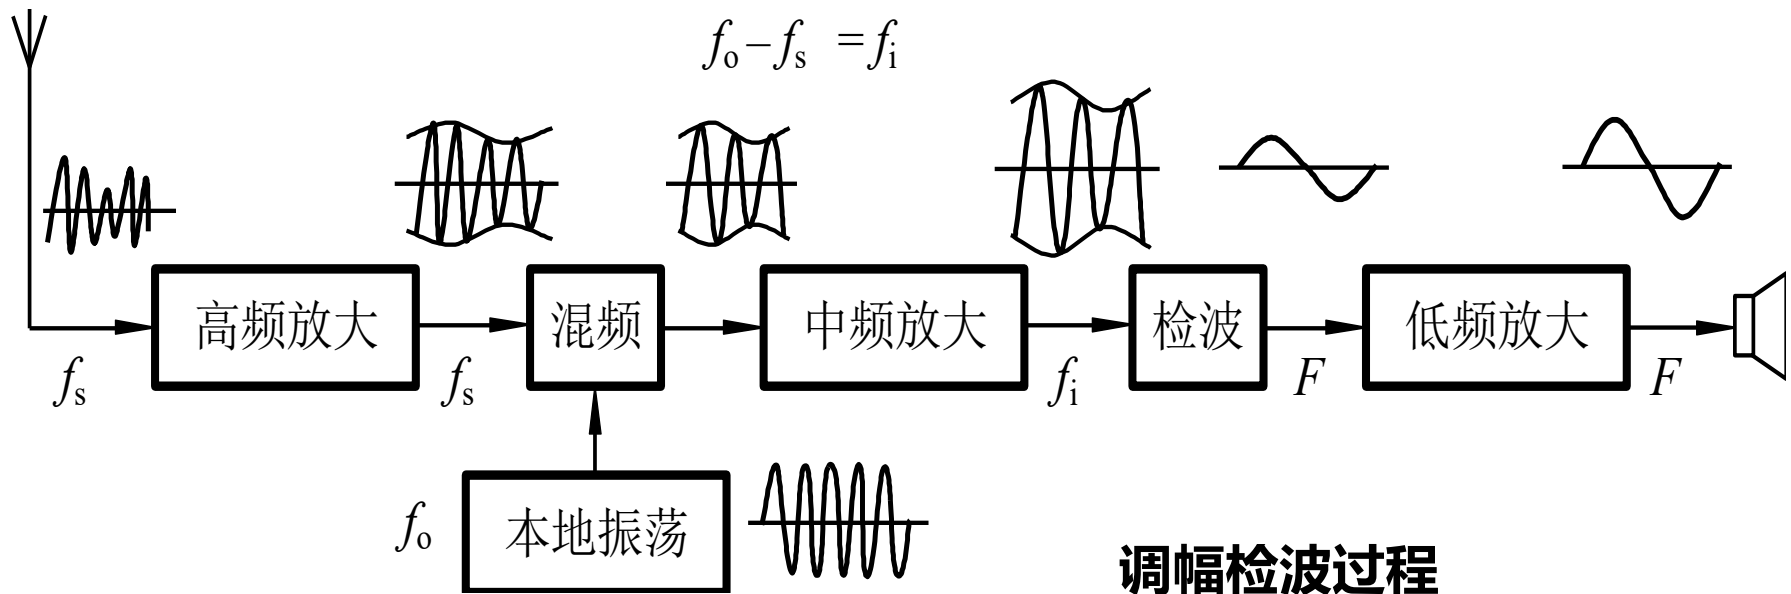 fo–fs =fi
高频放大
混频
中频放大
检波
低频放大
fs
fs
fi
F
F
fo
本地振荡
调幅检波过程